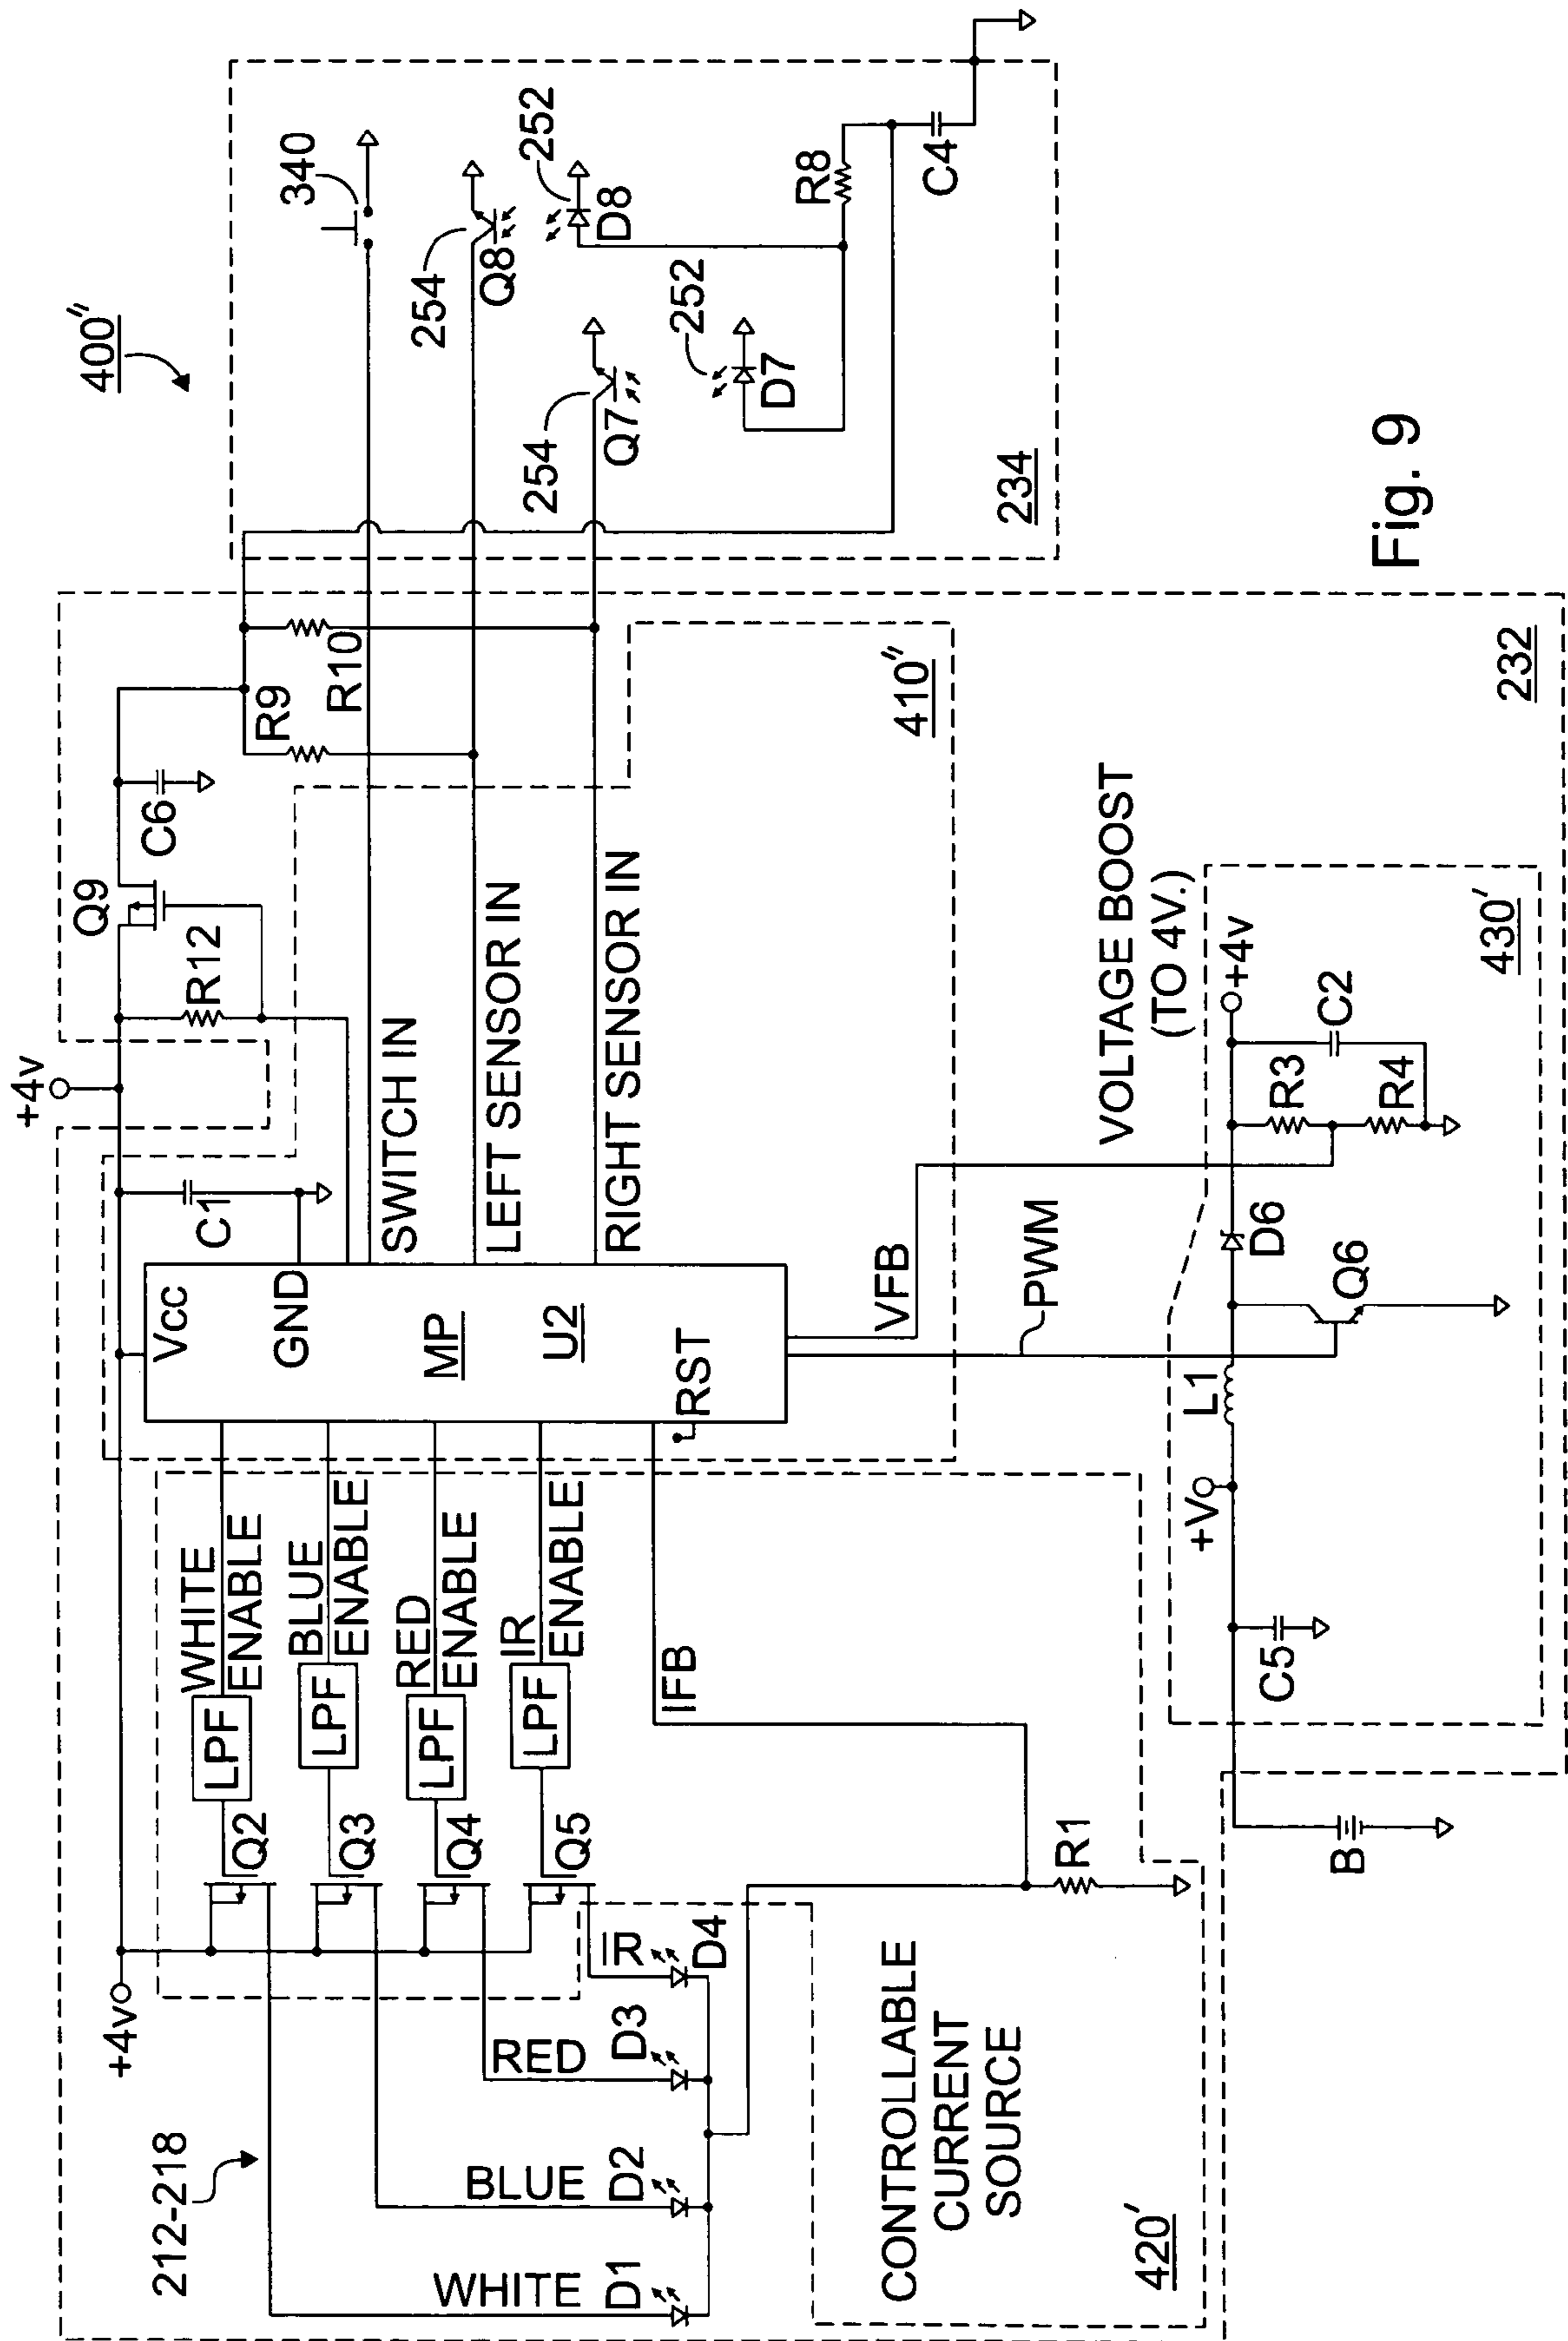 400"
+4v
+4v
212-218
WHITE
BLUE
RED
IR
D1
D2
D3
D4
Q2
Q3
Q4
Q5
LPF
LPF
LPF
LPF
WHITE
ENABLE
BLUE
ENABLE
RED
ENABLE
IR
ENABLE
IFB
R1
CONTROLLABLE
CURRENT
SOURCE
420'
Vcc
GND
MP
U2
RST
C1
R12
Q9
C6
R9
R10
SWITCH IN
LEFT SENSOR IN
RIGHT SENSOR IN
410"
340
254
Q8
254
Q7
252
D8
252
D7
R8
C4
234
VFB
PWM
VOLTAGE BOOST
(TO 4V.)
B
C5
+V
L1
D6
Q6
R3
R4
C2
+4v
430'
232
Fig. 9